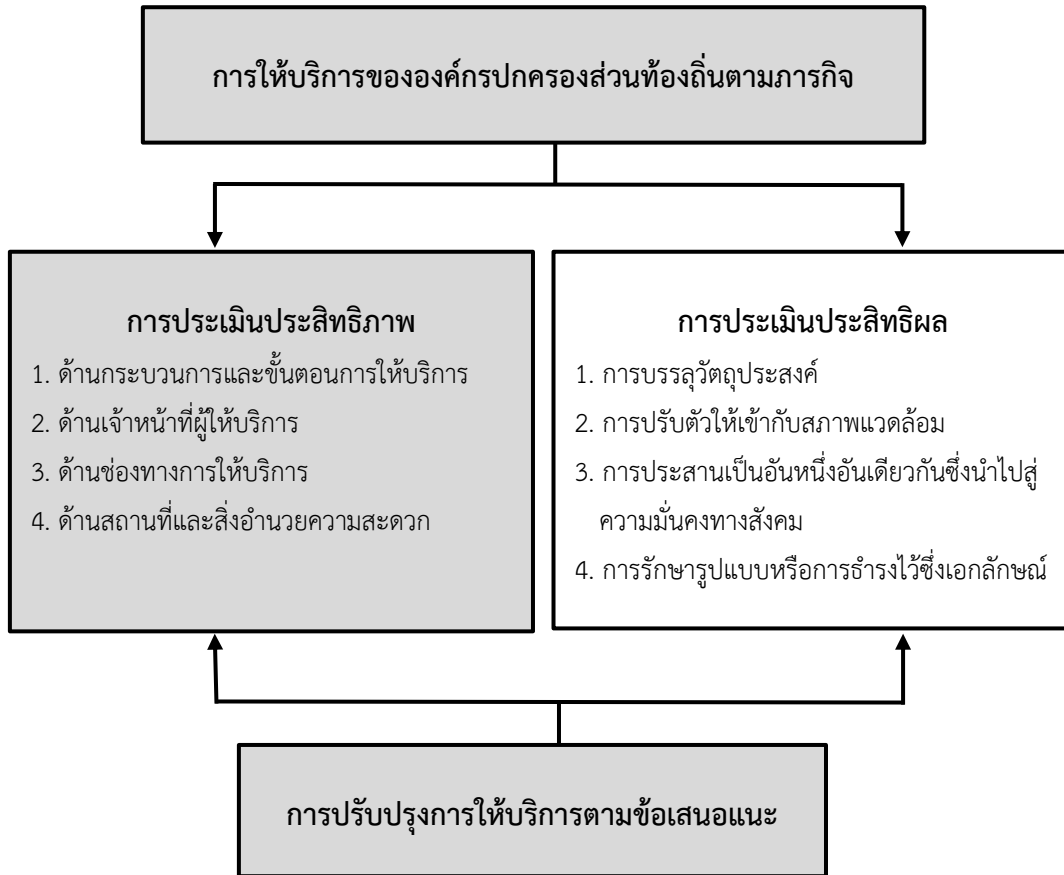 การให้บริการขององค์กรปกครองส่วนท้องถิ่นตามภารกิจ
การประเมินประสิทธิภาพ
1. ด้านกระบวนการและขั้นตอนการให้บริการ
2. ด้านเจ้าหน้าที่ผู้ให้บริการ
3. ด้านช่องทางการให้บริการ
4. ด้านสถานที่และสิ่งอำนวยความสะดวก
การประเมินประสิทธิผล
1. การบรรลุวัตถุประสงค์
2. การปรับตัวให้เข้ากับสภาพแวดล้อม
3. การประสานเป็นอันหนึ่งอันเดียวกันซึ่งนำไปสู่
ความมั่นคงทางสังคม
4. การรักษารูปแบบหรือการธำรงไว้ซึ่งเอกลักษณ์
การปรับปรุงการให้บริการตามข้อเสนอแนะ